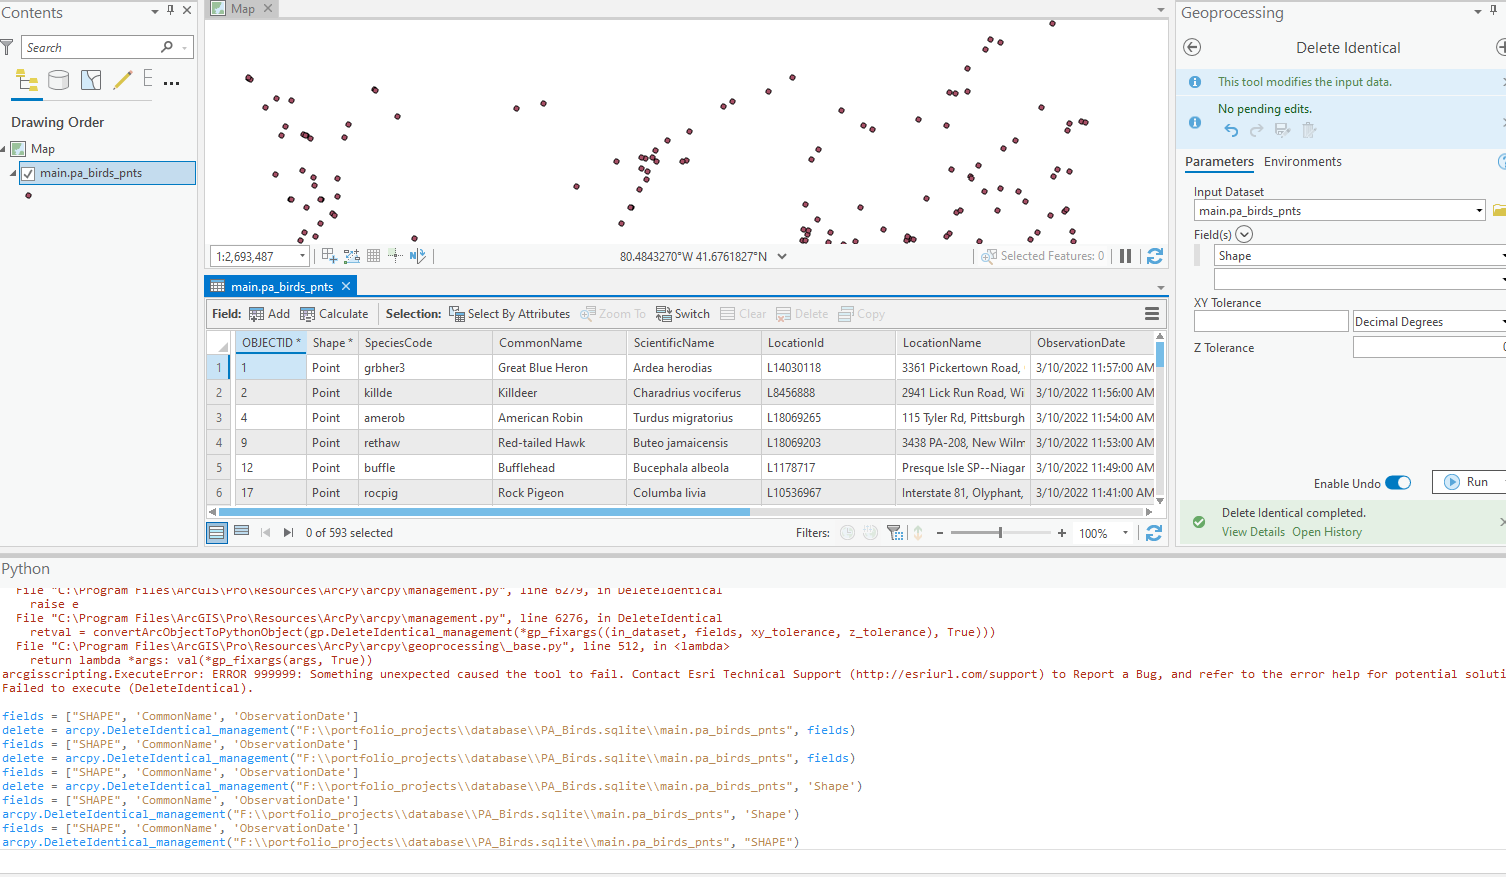 Contents
Search
Drawing Order
Map
main.pa_birds_pnts
Map
1:2,693,487
80.4843270°W 41.6761827°N
Selected Features: 0
main.pa_birds_pnts
Field: Add Calculate Selection: Select By Attributes Zoom To Switch Clear Delete Copy
OBJECTID * Shape * SpeciesCode CommonName ScientificName LocationId LocationName ObservationDate
1 1 Point grbher3 Great Blue Heron Ardea herodias L14030118 3361 Pickertown Road, 3/10/2022 11:57:00 AM
2 2 Point killde Killdeer Charadrius vociferus L8456888 2941 Lick Run Road, Wi 3/10/2022 11:56:00 AM
3 4 Point amerob American Robin Turdus migratorius L18069265 115 Tyler Rd, Pittsburgh 3/10/2022 11:54:00 AM
4 9 Point rethaw Red-tailed Hawk Buteo jamaicensis L18069203 3438 PA-208, New Wilm 3/10/2022 11:53:00 AM
5 12 Point buffle Bufflehead Bucephala albeola L1178717 Presque Isle SP--Niagar 3/10/2022 11:49:00 AM
6 17 Point rocpig Rock Pigeon Columba livia L10536967 Interstate 81, Olyphant, 3/10/2022 11:41:00 AM
0 of 593 selected
Filters:
- + 100%
Geoprocessing
Delete Identical
This tool modifies the input data.
No pending edits.
Parameters Environments
Input Dataset
main.pa_birds_pnts
Field(s)
Shape
XY Tolerance
Decimal Degrees
Z Tolerance
0
Enable Undo
Run
Delete Identical completed.
View Details Open History
Python
File "C:\Program Files\ArcGIS\Pro\Resources\ArcPy\arcpy\management.py", line 6279, in DeleteIdentical
raise e
File "C:\Program Files\ArcGIS\Pro\Resources\ArcPy\arcpy\management.py", line 6276, in DeleteIdentical
retval = convertArcObjectToPythonObject(gp.DeleteIdentical_management(*gp_fixargs((in_dataset, fields, xy_tolerance, z_tolerance), True)))
File "C:\Program Files\ArcGIS\Pro\Resources\ArcPy\arcpy\geoprocessing\_base.py", line 512, in <lambda>
return lambda *args: val(*gp_fixargs(args, True))
arcgisscripting.ExecuteError: ERROR 999999: Something unexpected caused the tool to fail. Contact Esri Technical Support (http://esriurl.com/support) to Report a Bug, and refer to the error help for potential soluti
Failed to execute (DeleteIdentical).
fields = ["SHAPE", 'CommonName', 'ObservationDate']
delete = arcpy.DeleteIdentical_management("F:\\portfolio_projects\\database\\PA_Birds.sqlite\\main.pa_birds_pnts", fields)
fields = ["SHAPE", 'CommonName', 'ObservationDate']
delete = arcpy.DeleteIdentical_management("F:\\portfolio_projects\\database\\PA_Birds.sqlite\\main.pa_birds_pnts", fields)
fields = ["SHAPE", 'CommonName', 'ObservationDate']
delete = arcpy.DeleteIdentical_management("F:\\portfolio_projects\\database\\PA_Birds.sqlite\\main.pa_birds_pnts", 'Shape')
fields = ["SHAPE", 'CommonName', 'ObservationDate']
arcpy.DeleteIdentical_management("F:\\portfolio_projects\\database\\PA_Birds.sqlite\\main.pa_birds_pnts", 'Shape')
fields = ["SHAPE", 'CommonName', 'ObservationDate']
arcpy.DeleteIdentical_management("F:\\portfolio_projects\\database\\PA_Birds.sqlite\\main.pa_birds_pnts", "SHAPE")